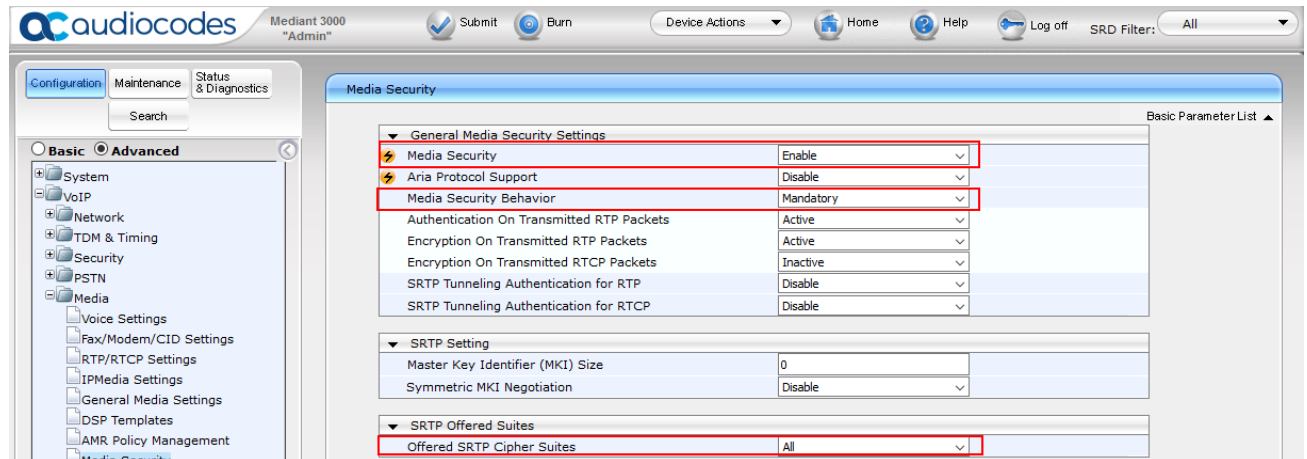 audiocodes
Mediant 3000
"Admin"
Submit
Burn
Device Actions
Home
Help
Log off
SRD Filter:
All
Configuration
Maintenance
Status
& Diagnostics
Search
Basic
Advanced
System
VoIP
Network
TDM & Timing
Security
PSTN
Media
Voice Settings
Fax/Modem/CID Settings
RTP/RTCP Settings
IPMedia Settings
General Media Settings
DSP Templates
AMR Policy Management
Media Security
Media Security
Basic Parameter List
General Media Security Settings
Media Security Enable
Aria Protocol Support Disable
Media Security Behavior Mandatory
Authentication On Transmitted RTP Packets Active
Encryption On Transmitted RTP Packets Active
Encryption On Transmitted RTCP Packets Inactive
SRTP Tunneling Authentication for RTP Disable
SRTP Tunneling Authentication for RTCP Disable
SRTP Setting
Master Key Identifier (MKI) Size 0
Symmetric MKI Negotiation Disable
SRTP Offered Suites
Offered SRTP Cipher Suites All